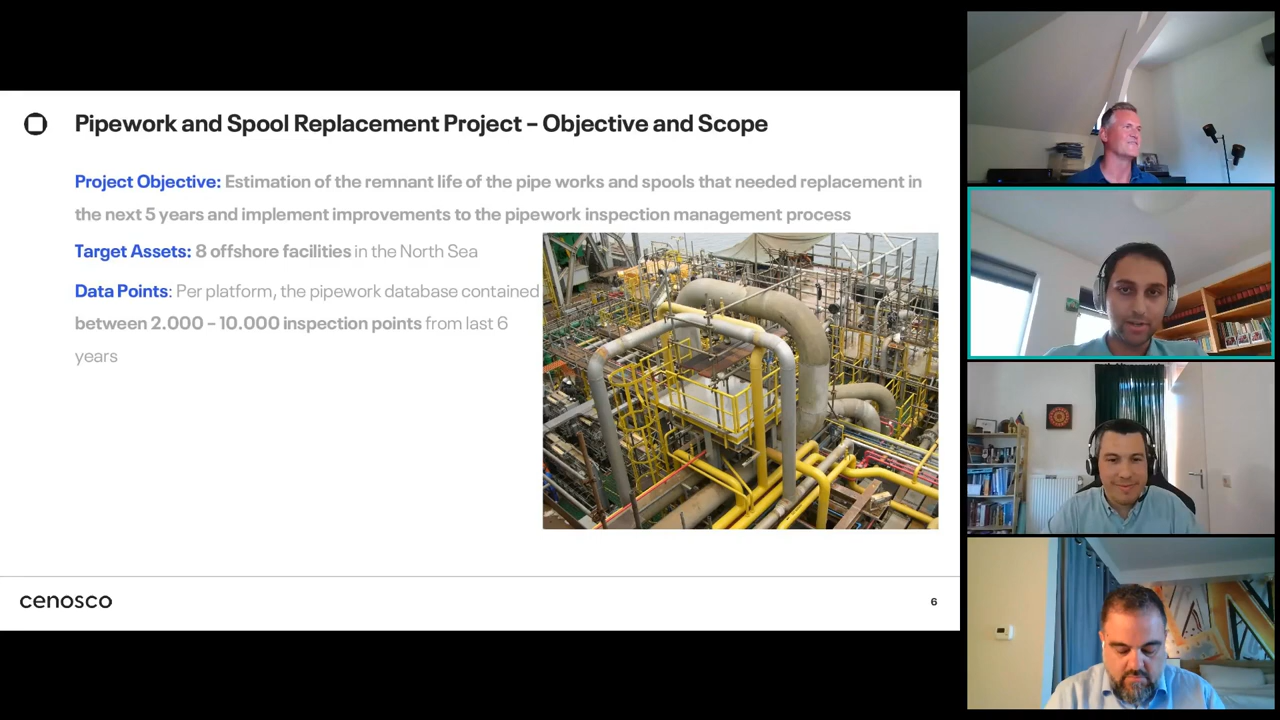 Pipework and Spool Replacement Project – Objective and Scope
Project Objective: Estimation of the remnant life of the pipe works and spools that needed replacement in
the next 5 years and implement improvements to the pipework inspection management process
Target Assets: 8 offshore facilities in the North Sea
Data Points: Per platform, the pipework database contained
between 2.000 – 10.000 inspection points from last 6
years
cenosco
6